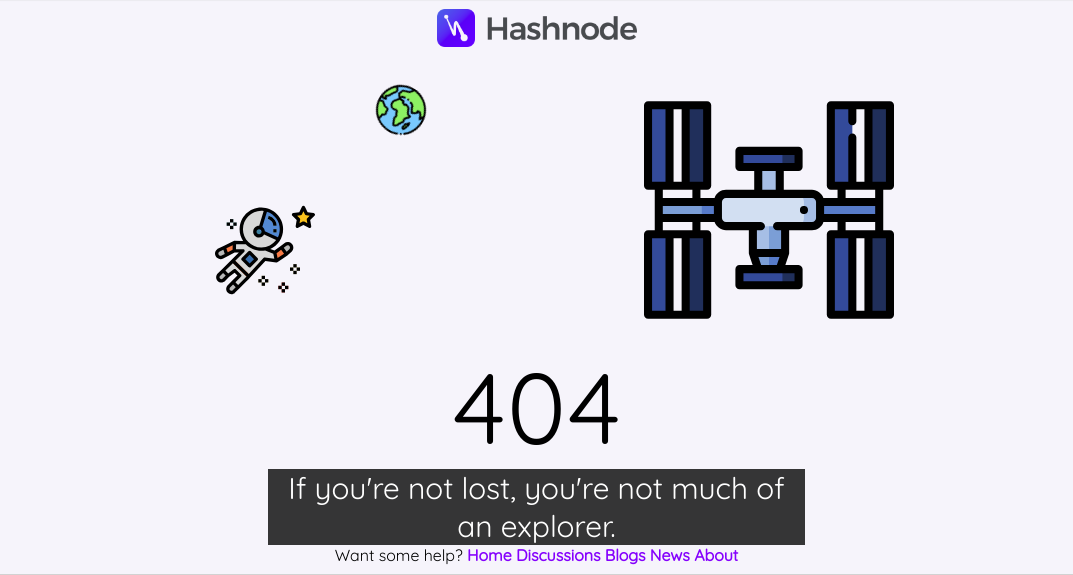 Hashnode
404
If you're not lost, you're not much of
an explorer.
Want some help? Home Discussions Blogs News About